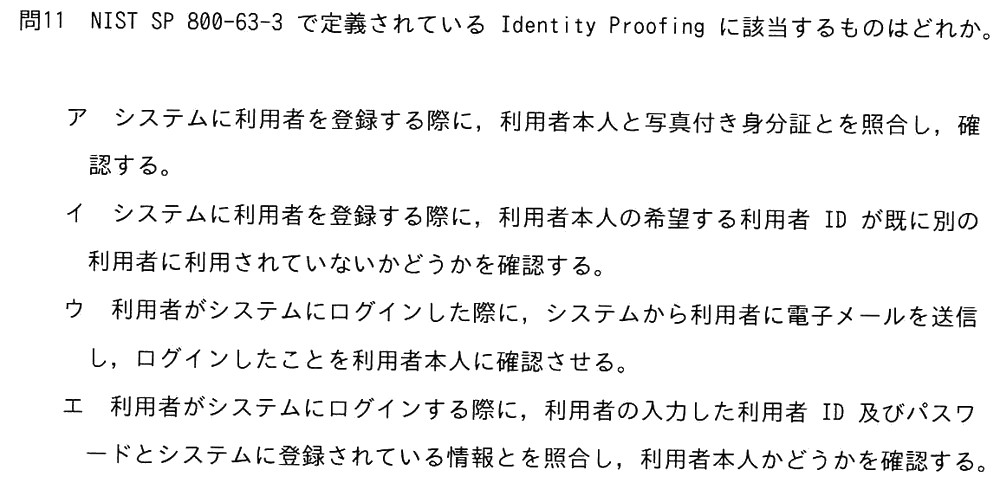 問11 NIST SP 800-63-3 で定義されている Identity Proofing に該当するものはどれか。
ア システムに利用者を登録する際に，利用者本人と写真付き身分証とを照合し，確
認する。
イ システムに利用者を登録する際に，利用者本人の希望する利用者 ID が既に別の
利用者に利用されていないかどうかを確認する。
ウ 利用者がシステムにログインした際に，システムから利用者に電子メールを送信
し，ログインしたことを利用者本人に確認させる。
エ 利用者がシステムにログインする際に，利用者の入力した利用者 ID 及びパスワ
ードとシステムに登録されている情報とを照合し，利用者本人かどうかを確認する。